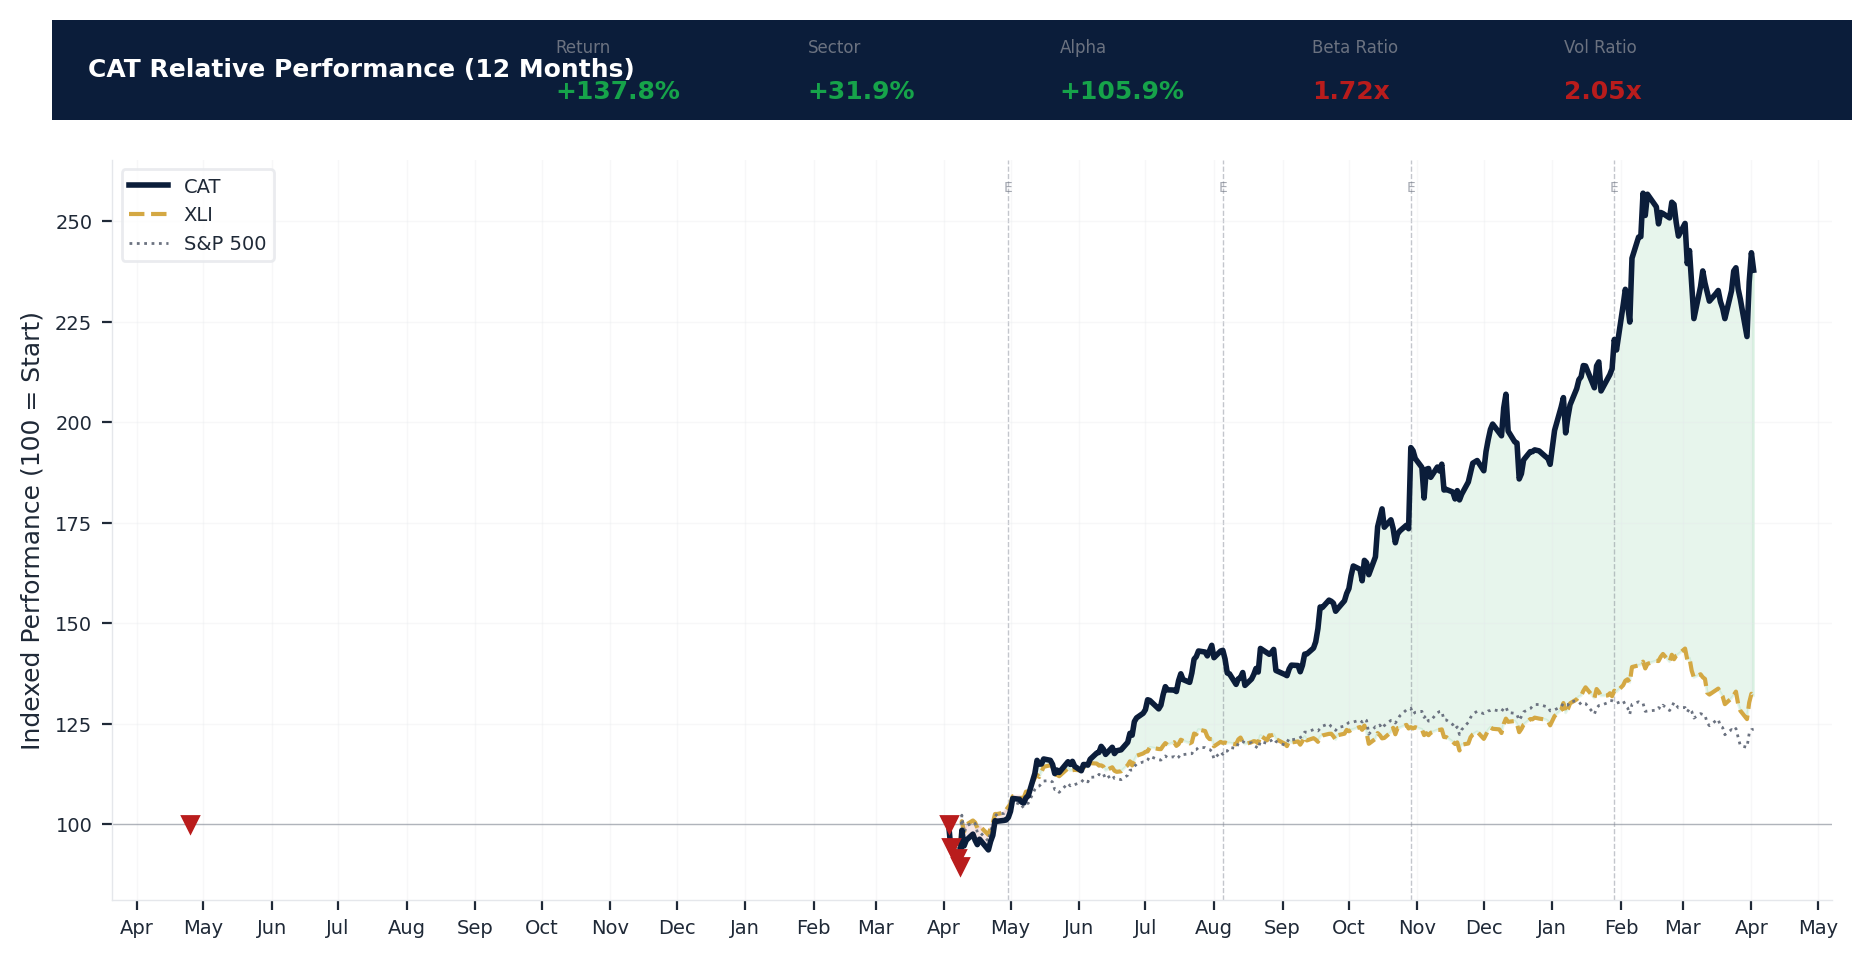 CAT Relative Performance (12 Months)
Return
+137.8%
Sector
+31.9%
Alpha
+105.9%
Beta Ratio
1.72x
Vol Ratio
2.05x
CAT
XLI
S&P 500
E E E E
Indexed Performance (100 = Start)
250
225
200
175
150
125
100
Apr May Jun Jul Aug Sep Oct Nov Dec Jan Feb Mar Apr May Jun Jul Aug Sep Oct Nov Dec Jan Feb Mar Apr May